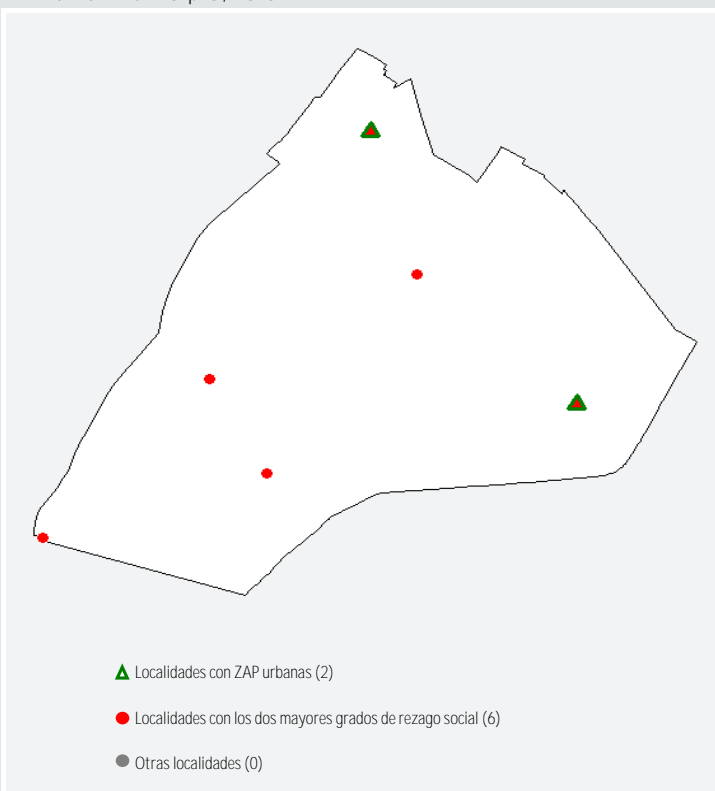 Localidades con ZAP urbanas (2)
Localidades con los dos mayores grados de rezago social (6)
Otras localidades (0)